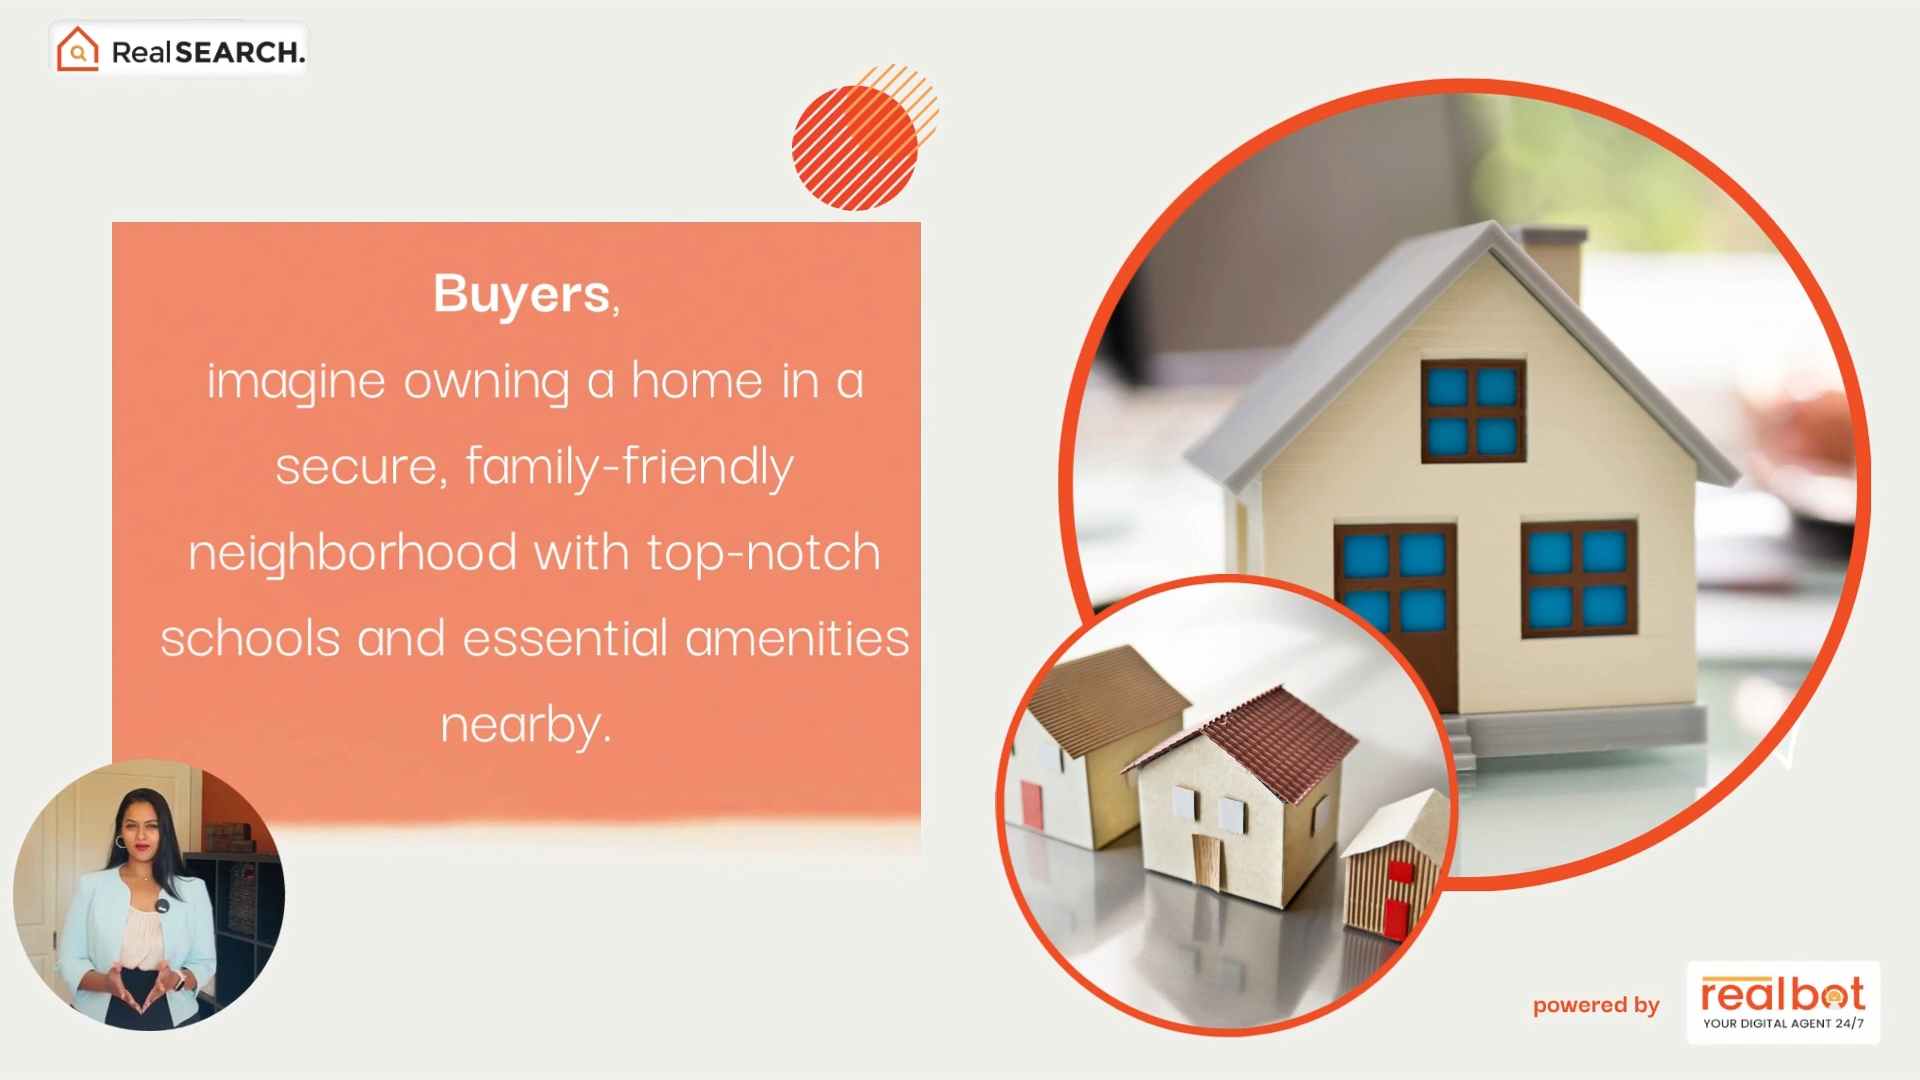 RealSEARCH.
Buyers,
imagine owning a home in a
secure, family-friendly
neighborhood with top-notch
schools and essential amenities
nearby.
powered by
realbot
YOUR DIGITAL AGENT 24/7